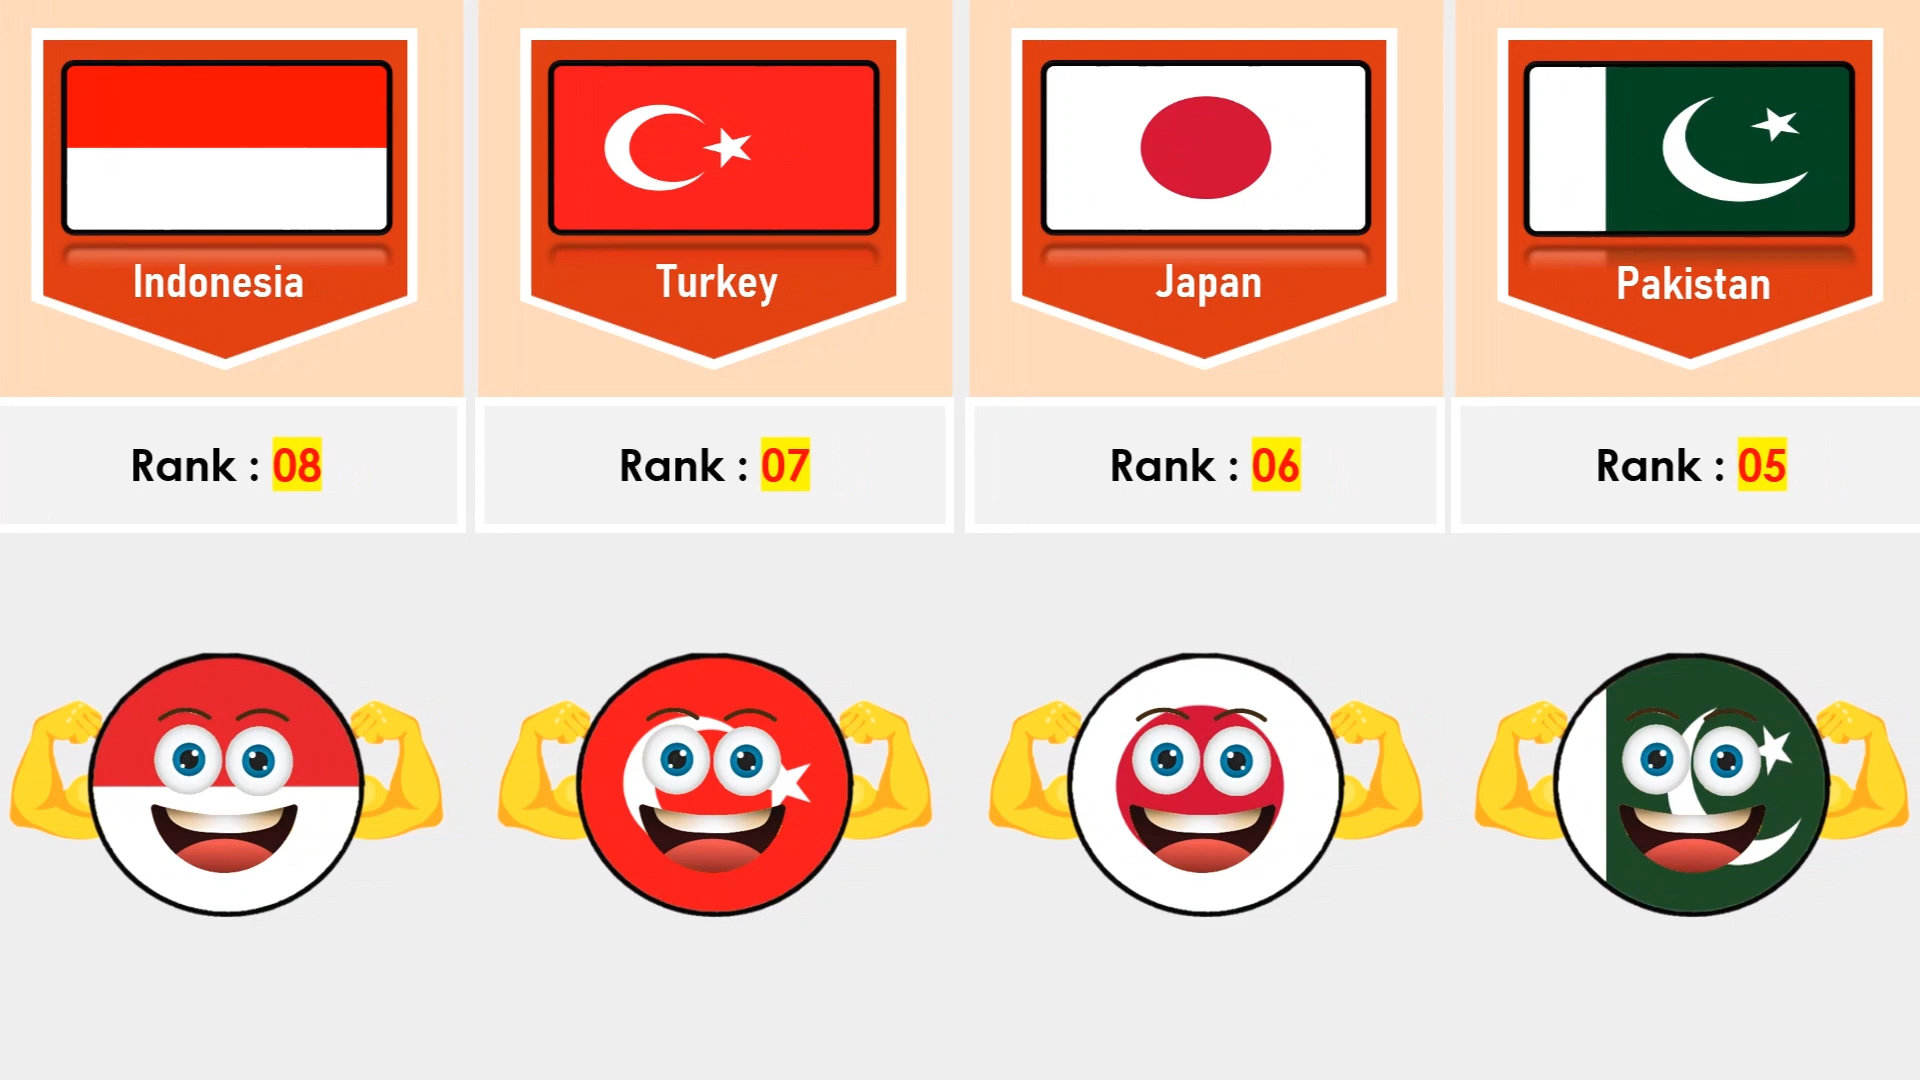 Indonesia
Turkey
Japan
Pakistan
Rank : 08
Rank : 07
Rank : 06
Rank : 05